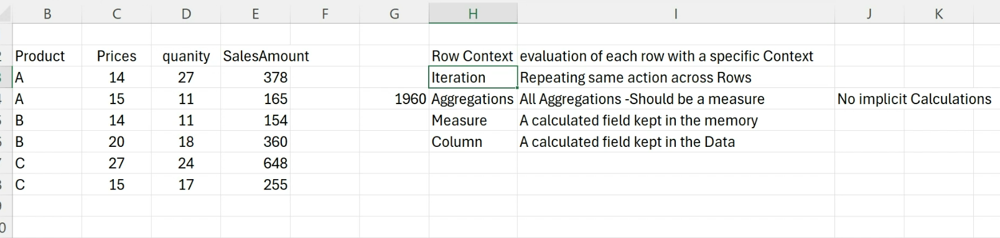 B C D E F G H I J K
Product Prices quanity SalesAmount Row Context evaluation of each row with a specific Context
A 14 27 378 Iteration Repeating same action across Rows
A 15 11 165 1960 Aggregations All Aggregations -Should be a measure No implicit Calculations
B 14 11 154 Measure A calculated field kept in the memory
B 20 18 360 Column A calculated field kept in the Data
C 27 24 648
C 15 17 255